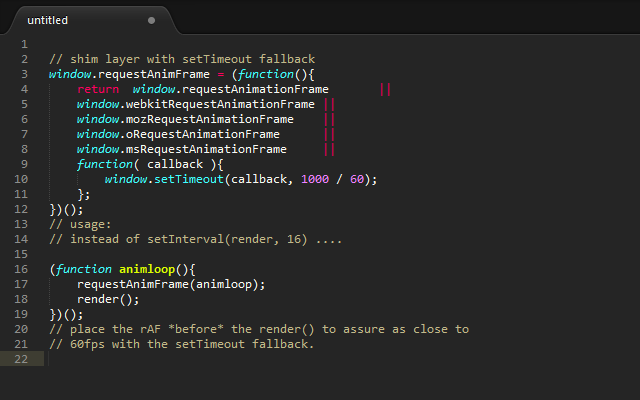 untitled
1
2 // shim layer with setTimeout fallback
3 window.requestAnimFrame = (function(){
4 return window.requestAnimationFrame ||
5 window.webkitRequestAnimationFrame ||
6 window.mozRequestAnimationFrame ||
7 window.oRequestAnimationFrame ||
8 window.msRequestAnimationFrame ||
9 function( callback ){
10 window.setTimeout(callback, 1000 / 60);
11 };
12 })();
13 // usage:
14 // instead of setInterval(render, 16) ....
15
16 (function animloop(){
17 requestAnimFrame(animloop);
18 render();
19 })();
20 // place the rAF *before* the render() to assure as close to
21 // 60fps with the setTimeout fallback.
22